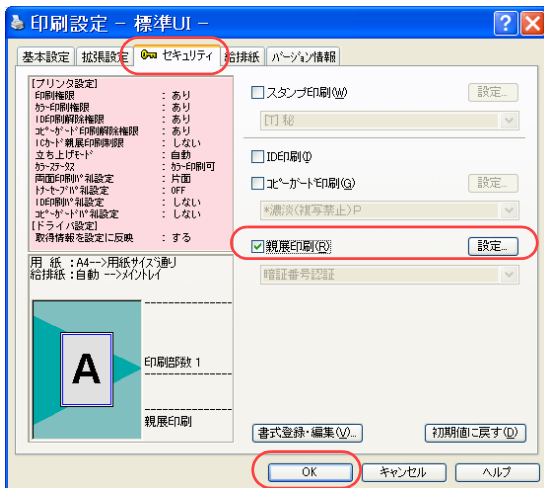 印刷設定 - 標準UI -
基本設定 拡張設定 セキュリティ 給排紙 バージョン情報
[プリンタ設定]
印刷権限 : あり
カラー印刷権限 : あり
ID印刷解除権限 : あり
コピーガード印刷解除権限 : あり
ICカード親展印刷制限 : しない
立ち上げモード : 自動
カラーステータス : カラー印刷可
両面印刷パネル設定 : 片面
トナーセーブパネル設定 : OFF
ID印刷パネル設定 : しない
コピーガードパネル設定 : しない
[ドライバ設定]
取得情報を設定に反映 : する
用 紙 :A4-->用紙サイズ通り
給排紙 :自動 -->メイントレイ
A
印刷部数 1
親展印刷
スタンプ印刷(W) 設定...
[T] 秘
ID印刷(I)
コピーガード印刷(G) 設定...
*濃淡(複写禁止)P
親展印刷(R) 設定...
暗証番号認証
書式登録・編集(V)... 初期値に戻す(D)
OK キャンセル ヘルプ